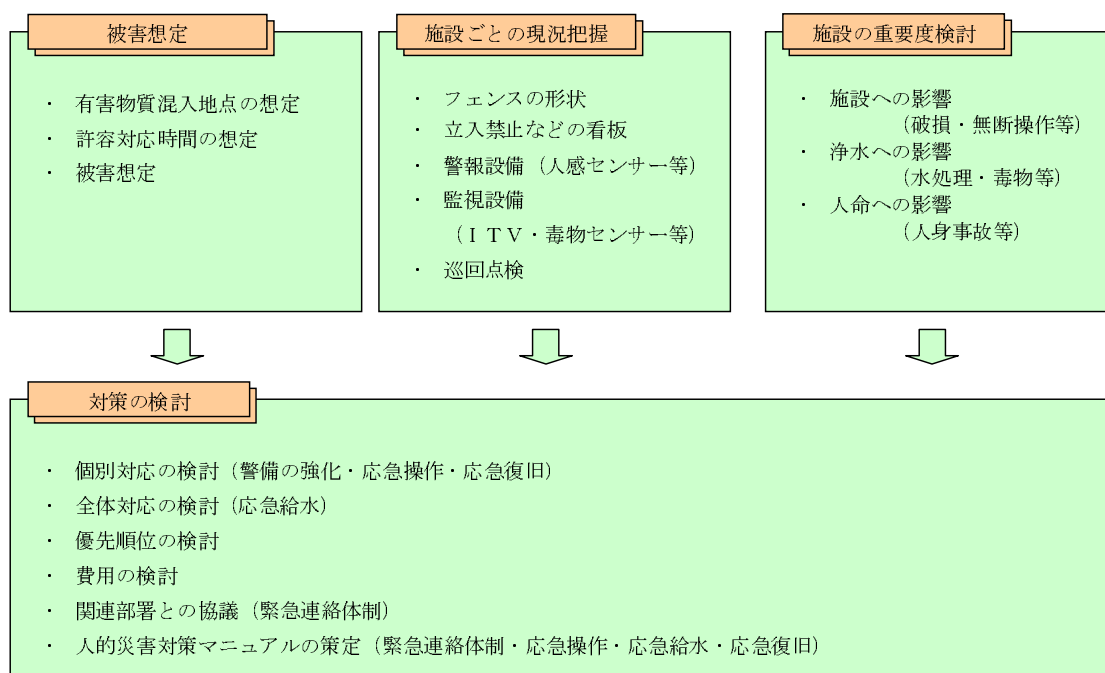 被害想定
・ 有害物質混入地点の想定
・ 許容対応時間の想定
・ 被害想定
施設ごとの現況把握
・ フェンスの形状
・ 立入禁止などの看板
・ 警報設備（人感センサー等）
・ 監視設備
（ＩＴＶ・毒物センサー等）
・ 巡回点検
施設の重要度検討
・ 施設への影響
（破損・無断操作等）
・ 浄水への影響
（水処理・毒物等）
・ 人命への影響
（人身事故等）
対策の検討
・ 個別対応の検討（警備の強化・応急操作・応急復旧）
・ 全体対応の検討（応急給水）
・ 優先順位の検討
・ 費用の検討
・ 関連部署との協議（緊急連絡体制）
・ 人的災害対策マニュアルの策定（緊急連絡体制・応急操作・応急給水・応急復旧）